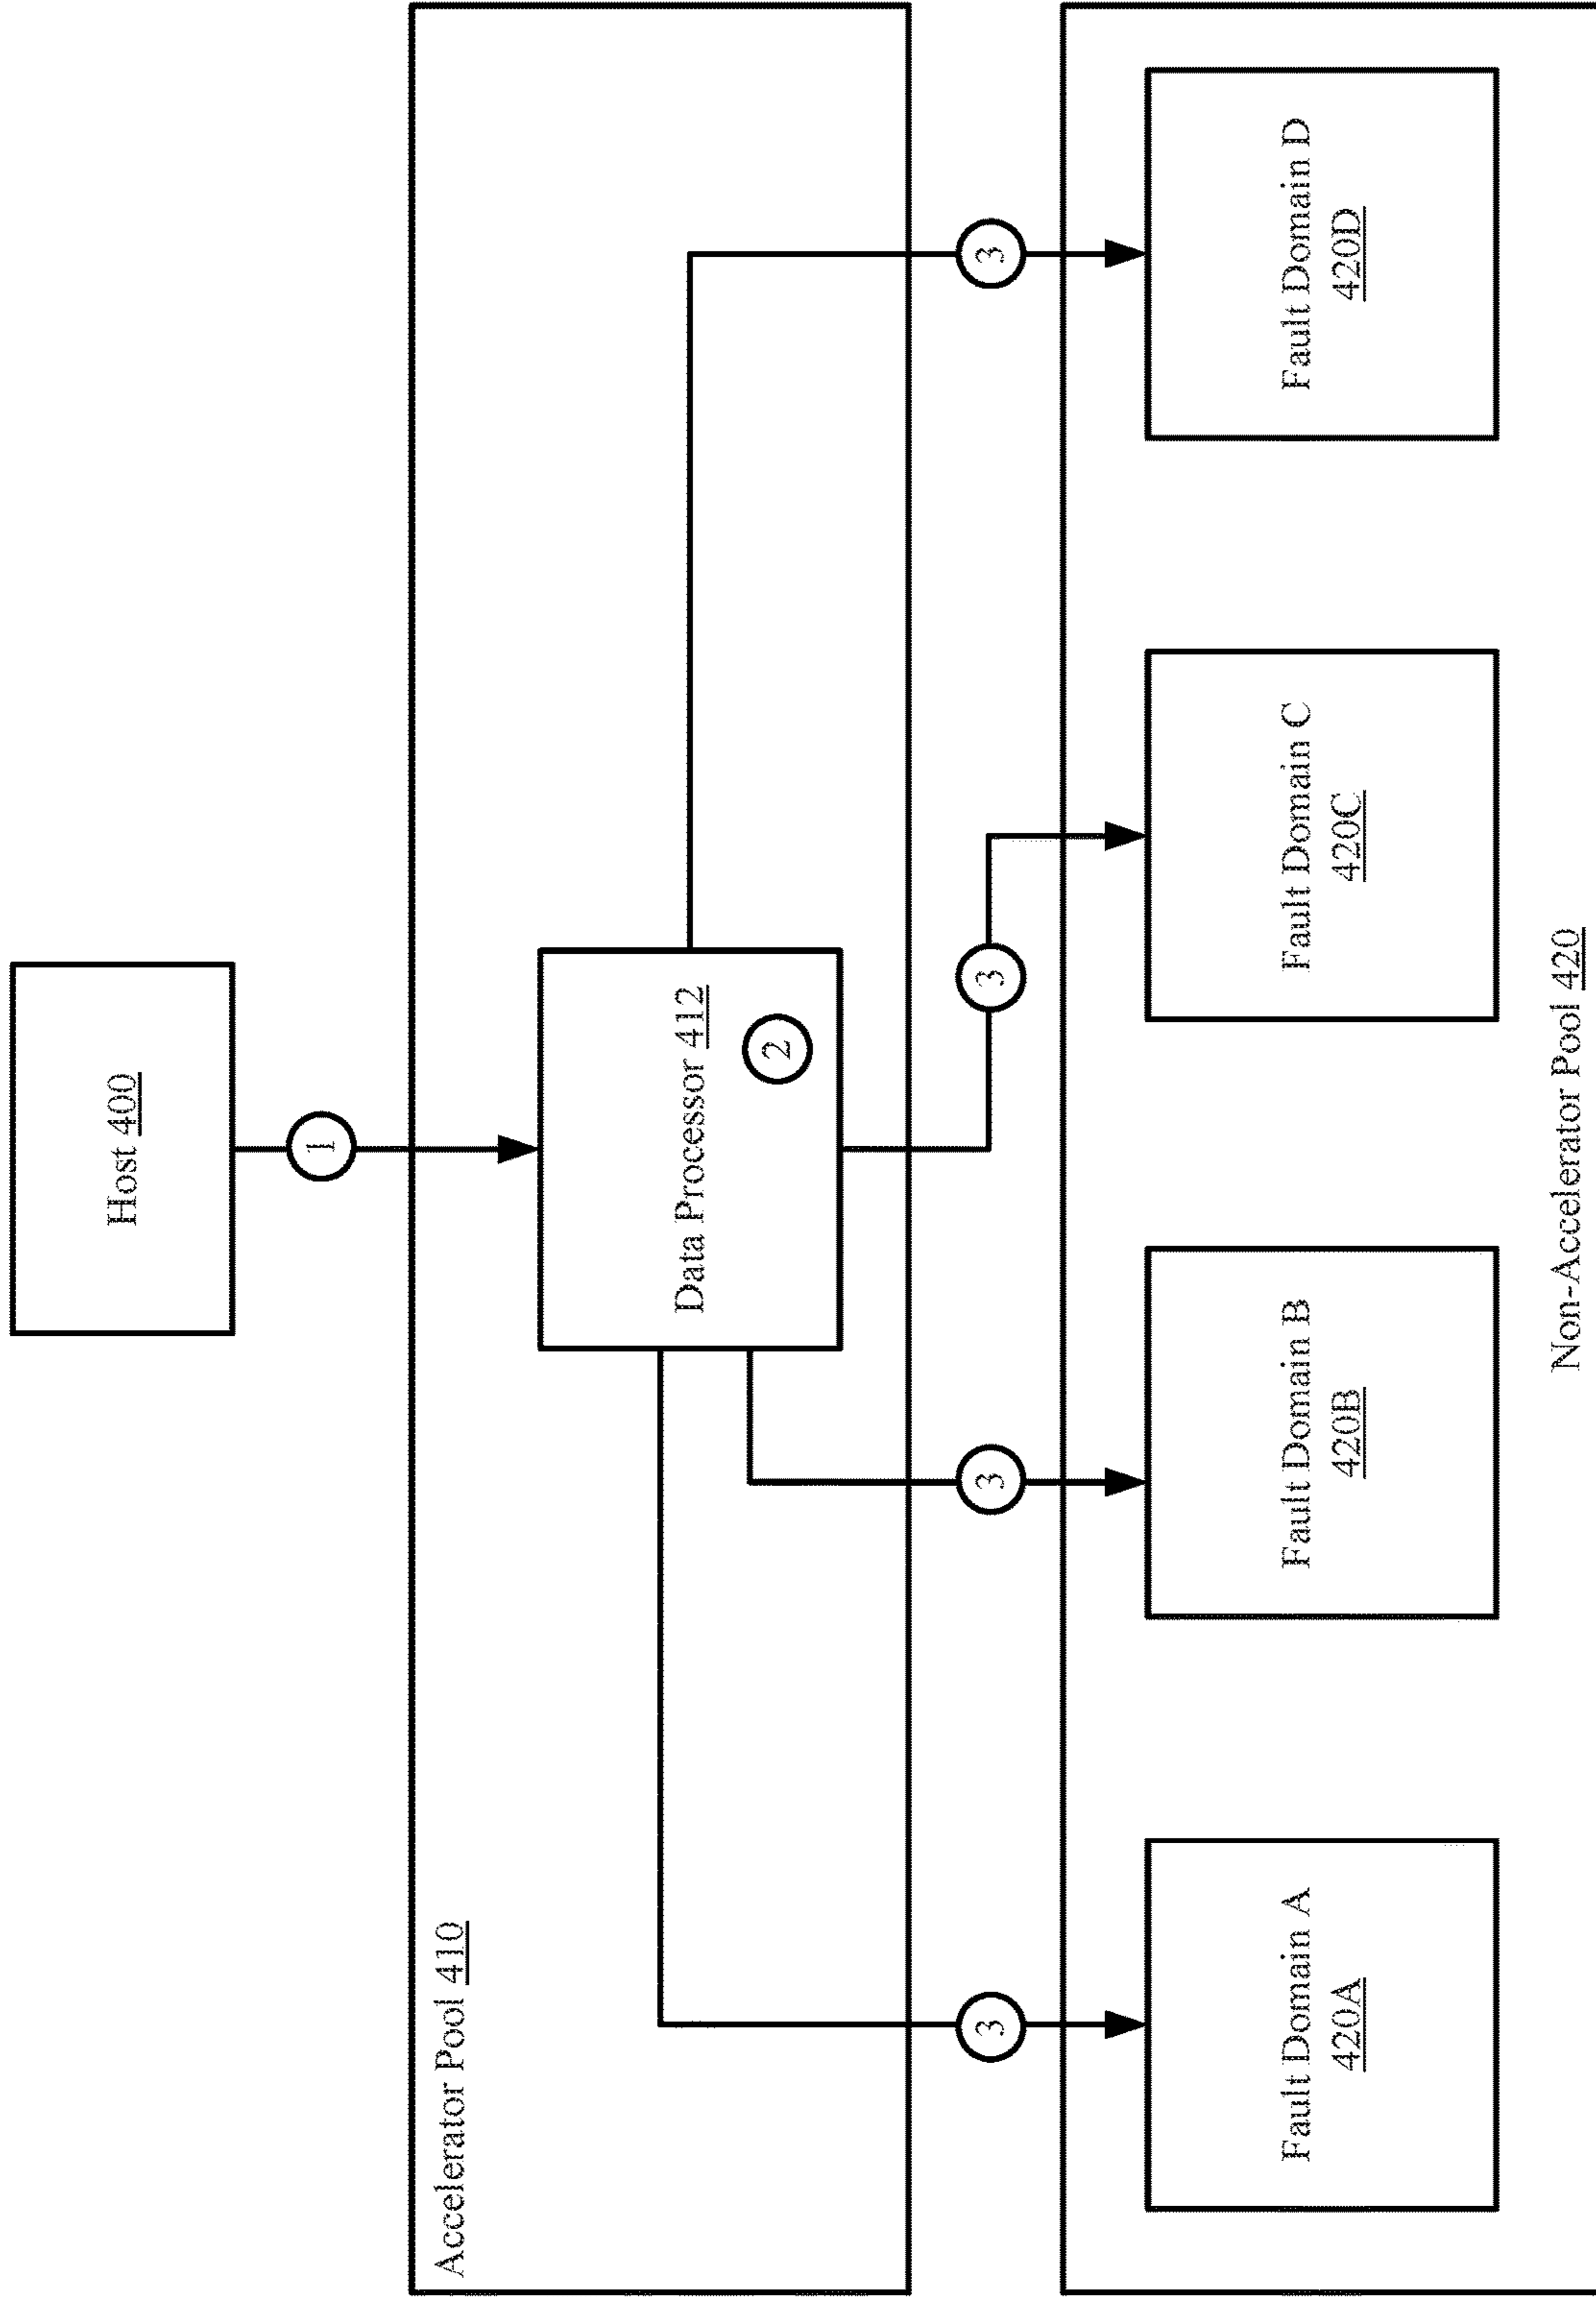 Host 400
1
Accelerator Pool 410
Data Processor 412
2
3
3
3
3
Fault Domain A
420A
Fault Domain B
420B
Fault Domain C
420C
Fault Domain D
420D
Non-Accelerator Pool 420